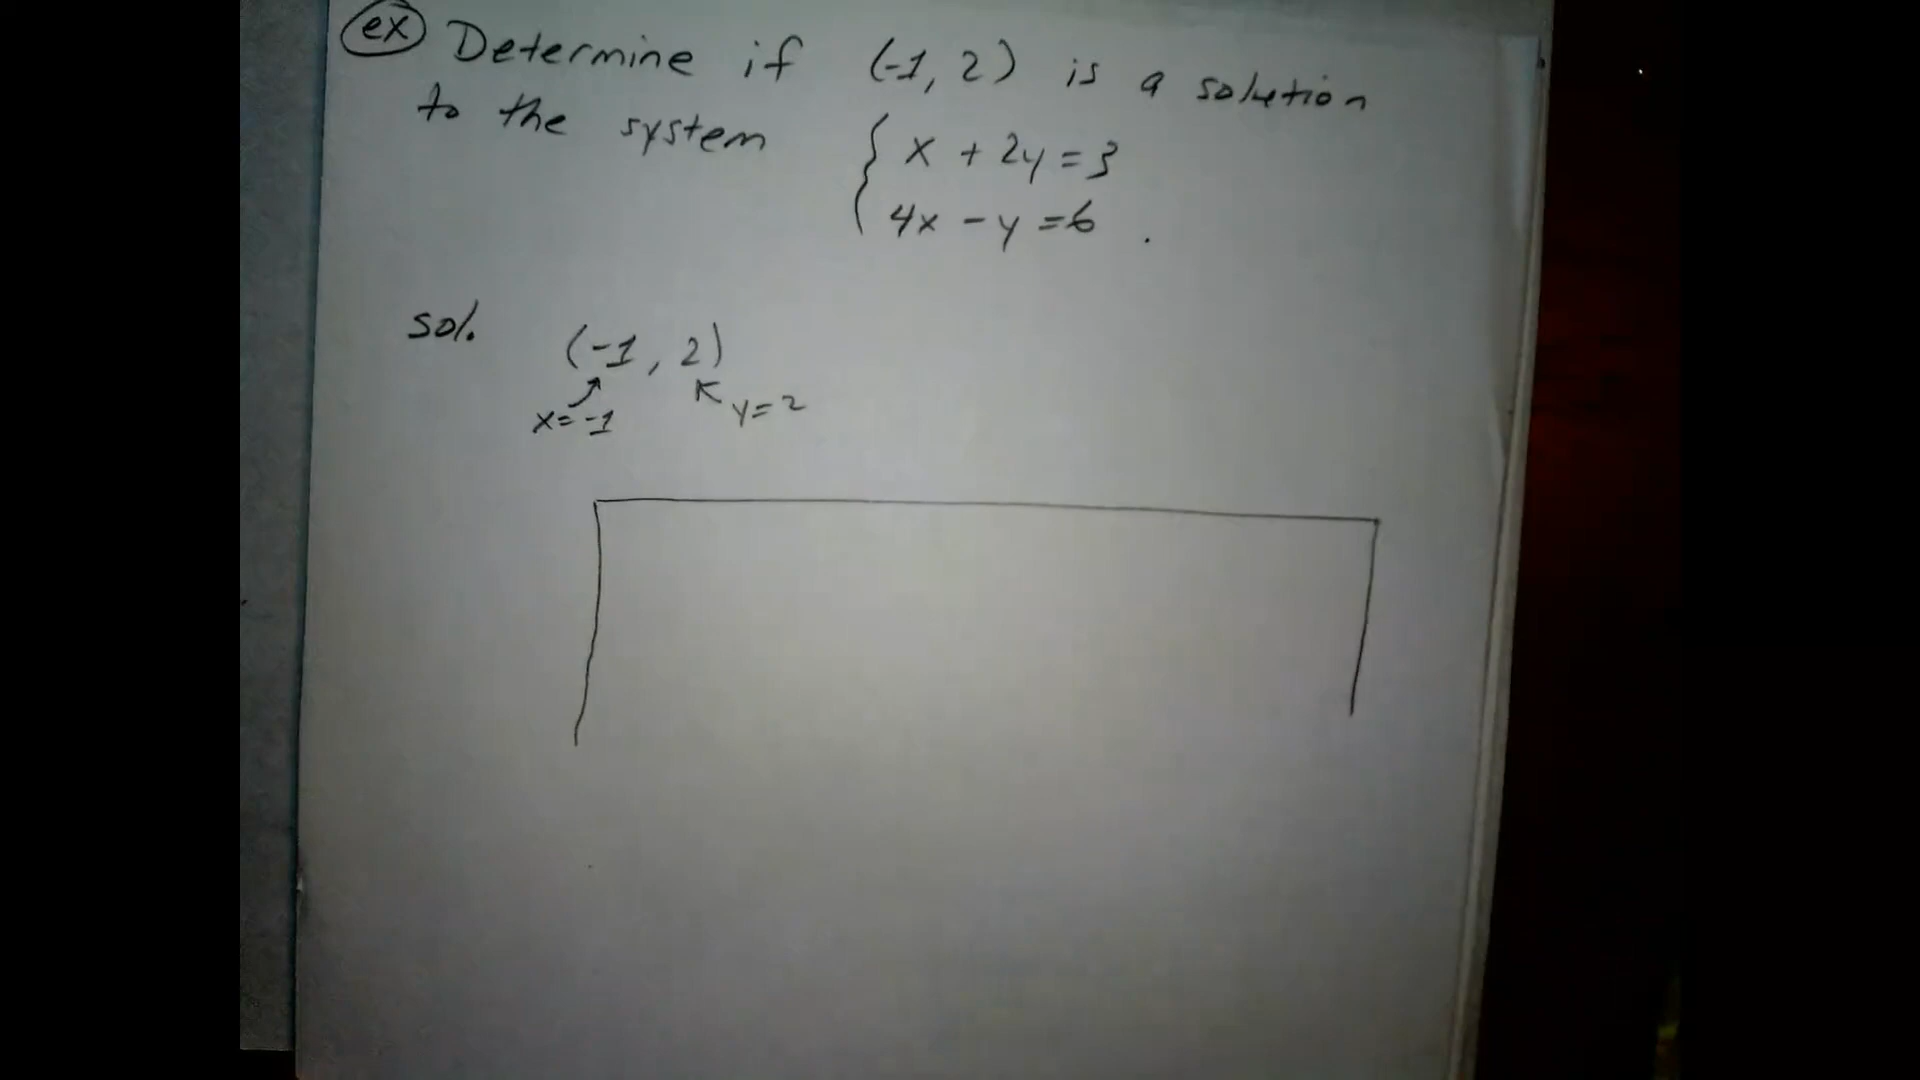 ex Determine if (-1, 2) is a solution
to the system { x + 2y = 3
4x - y = 6 .
sol. (-1, 2)
x = -1 y = 2